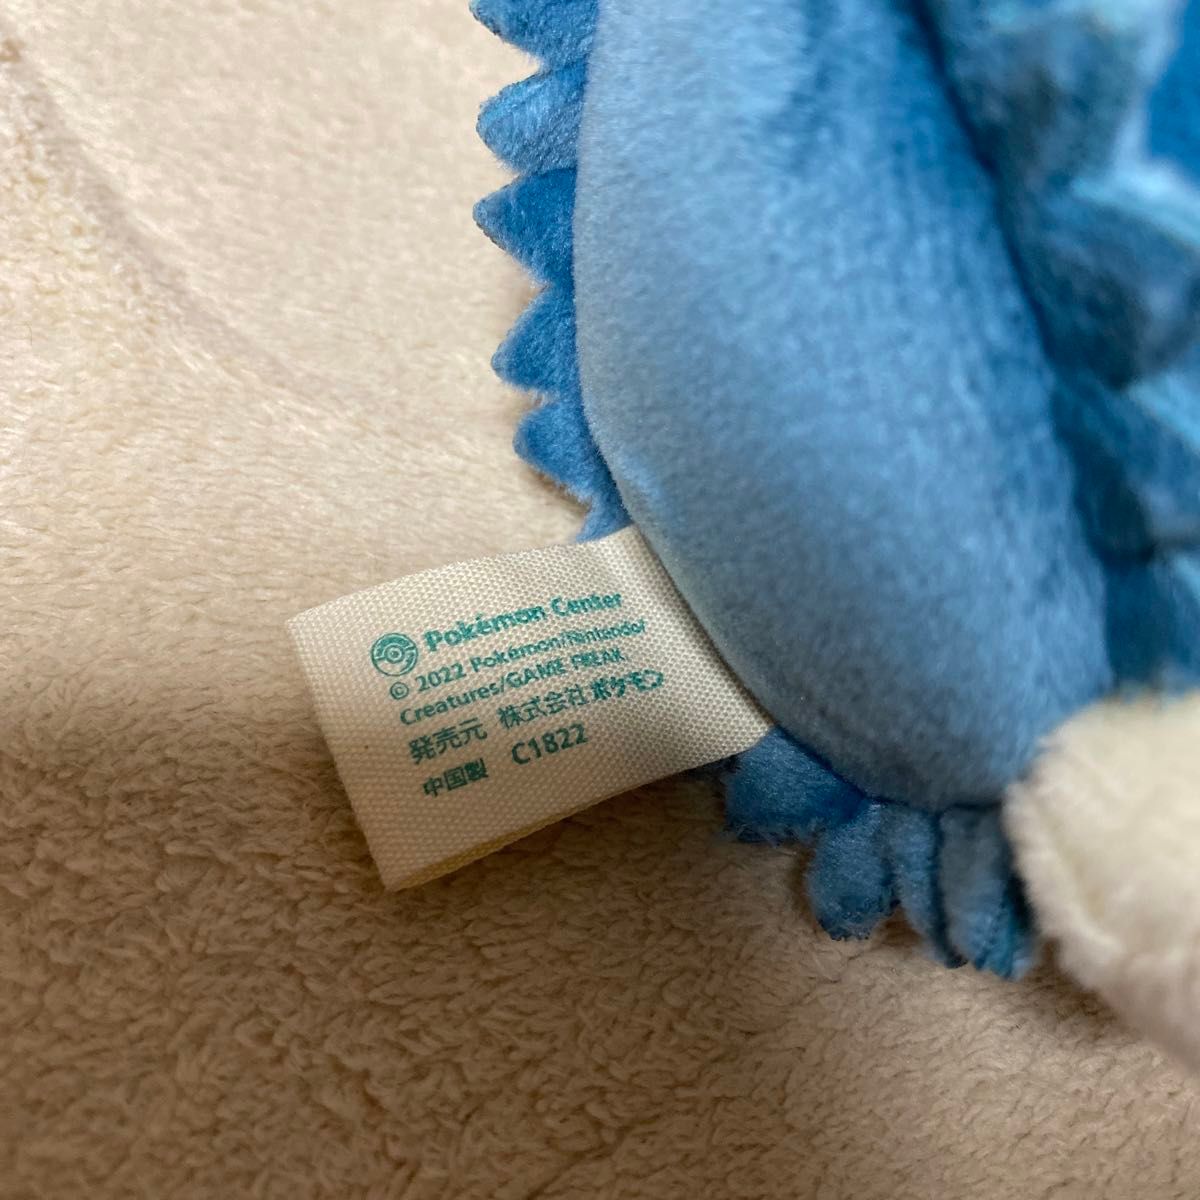 Pokémon Center
© 2022 Pokémon/Nintendo/
Creatures/GAME FREAK
発売元 株式会社ポケモン
中国製 C1822